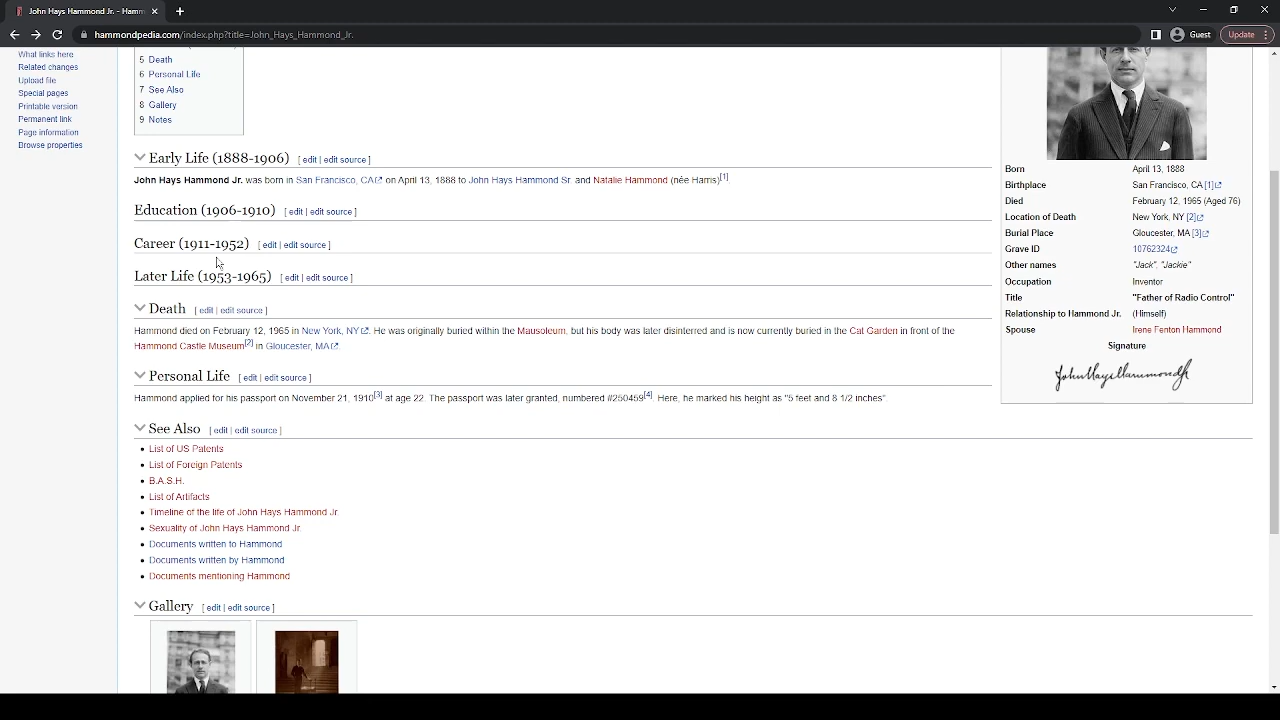 John Hays Hammond Jr. - Hamm
hammondpedia.com/index.php?title=John_Hays_Hammond_Jr.
Guest
Update
What links here
Related changes
Upload file
Special pages
Printable version
Permanent link
Page information
Browse properties
5 Death
6 Personal Life
7 See Also
8 Gallery
9 Notes
Early Life (1888-1906) [ edit | edit source ]
John Hays Hammond Jr. was born in San Francisco, CA on April 13, 1888 to John Hays Hammond Sr. and Natalie Hammond (née Harris)[1]
Education (1906-1910) [ edit | edit source ]
Career (1911-1952) [ edit | edit source ]
Later Life (1953-1965) [ edit | edit source ]
Death [ edit | edit source ]
Hammond died on February 12, 1965 in New York, NY. He was originally buried within the Mausoleum, but his body was later disinterred and is now currently buried in the Cat Garden in front of the
Hammond Castle Museum[2] in Gloucester, MA
Personal Life [ edit | edit source ]
Hammond applied for his passport on November 21, 1910[3] at age 22. The passport was later granted, numbered #250459[4]. Here, he marked his height as "5 feet and 8 1/2 inches".
See Also [ edit | edit source ]
List of US Patents
List of Foreign Patents
B.A.S.H.
List of Artifacts
Timeline of the life of John Hays Hammond Jr.
Sexuality of John Hays Hammond Jr.
Documents written to Hammond
Documents written by Hammond
Documents mentioning Hammond
Gallery [ edit | edit source ]
Born April 13, 1888
Birthplace San Francisco, CA [1]
Died February 12, 1965 (Aged 76)
Location of Death New York, NY [2]
Burial Place Gloucester, MA [3]
Grave ID 10762324
Other names "Jack", "Jackie"
Occupation Inventor
Title "Father of Radio Control"
Relationship to Hammond Jr. (Himself)
Spouse Irene Fenton Hammond
Signature
John Hays Hammond Jr